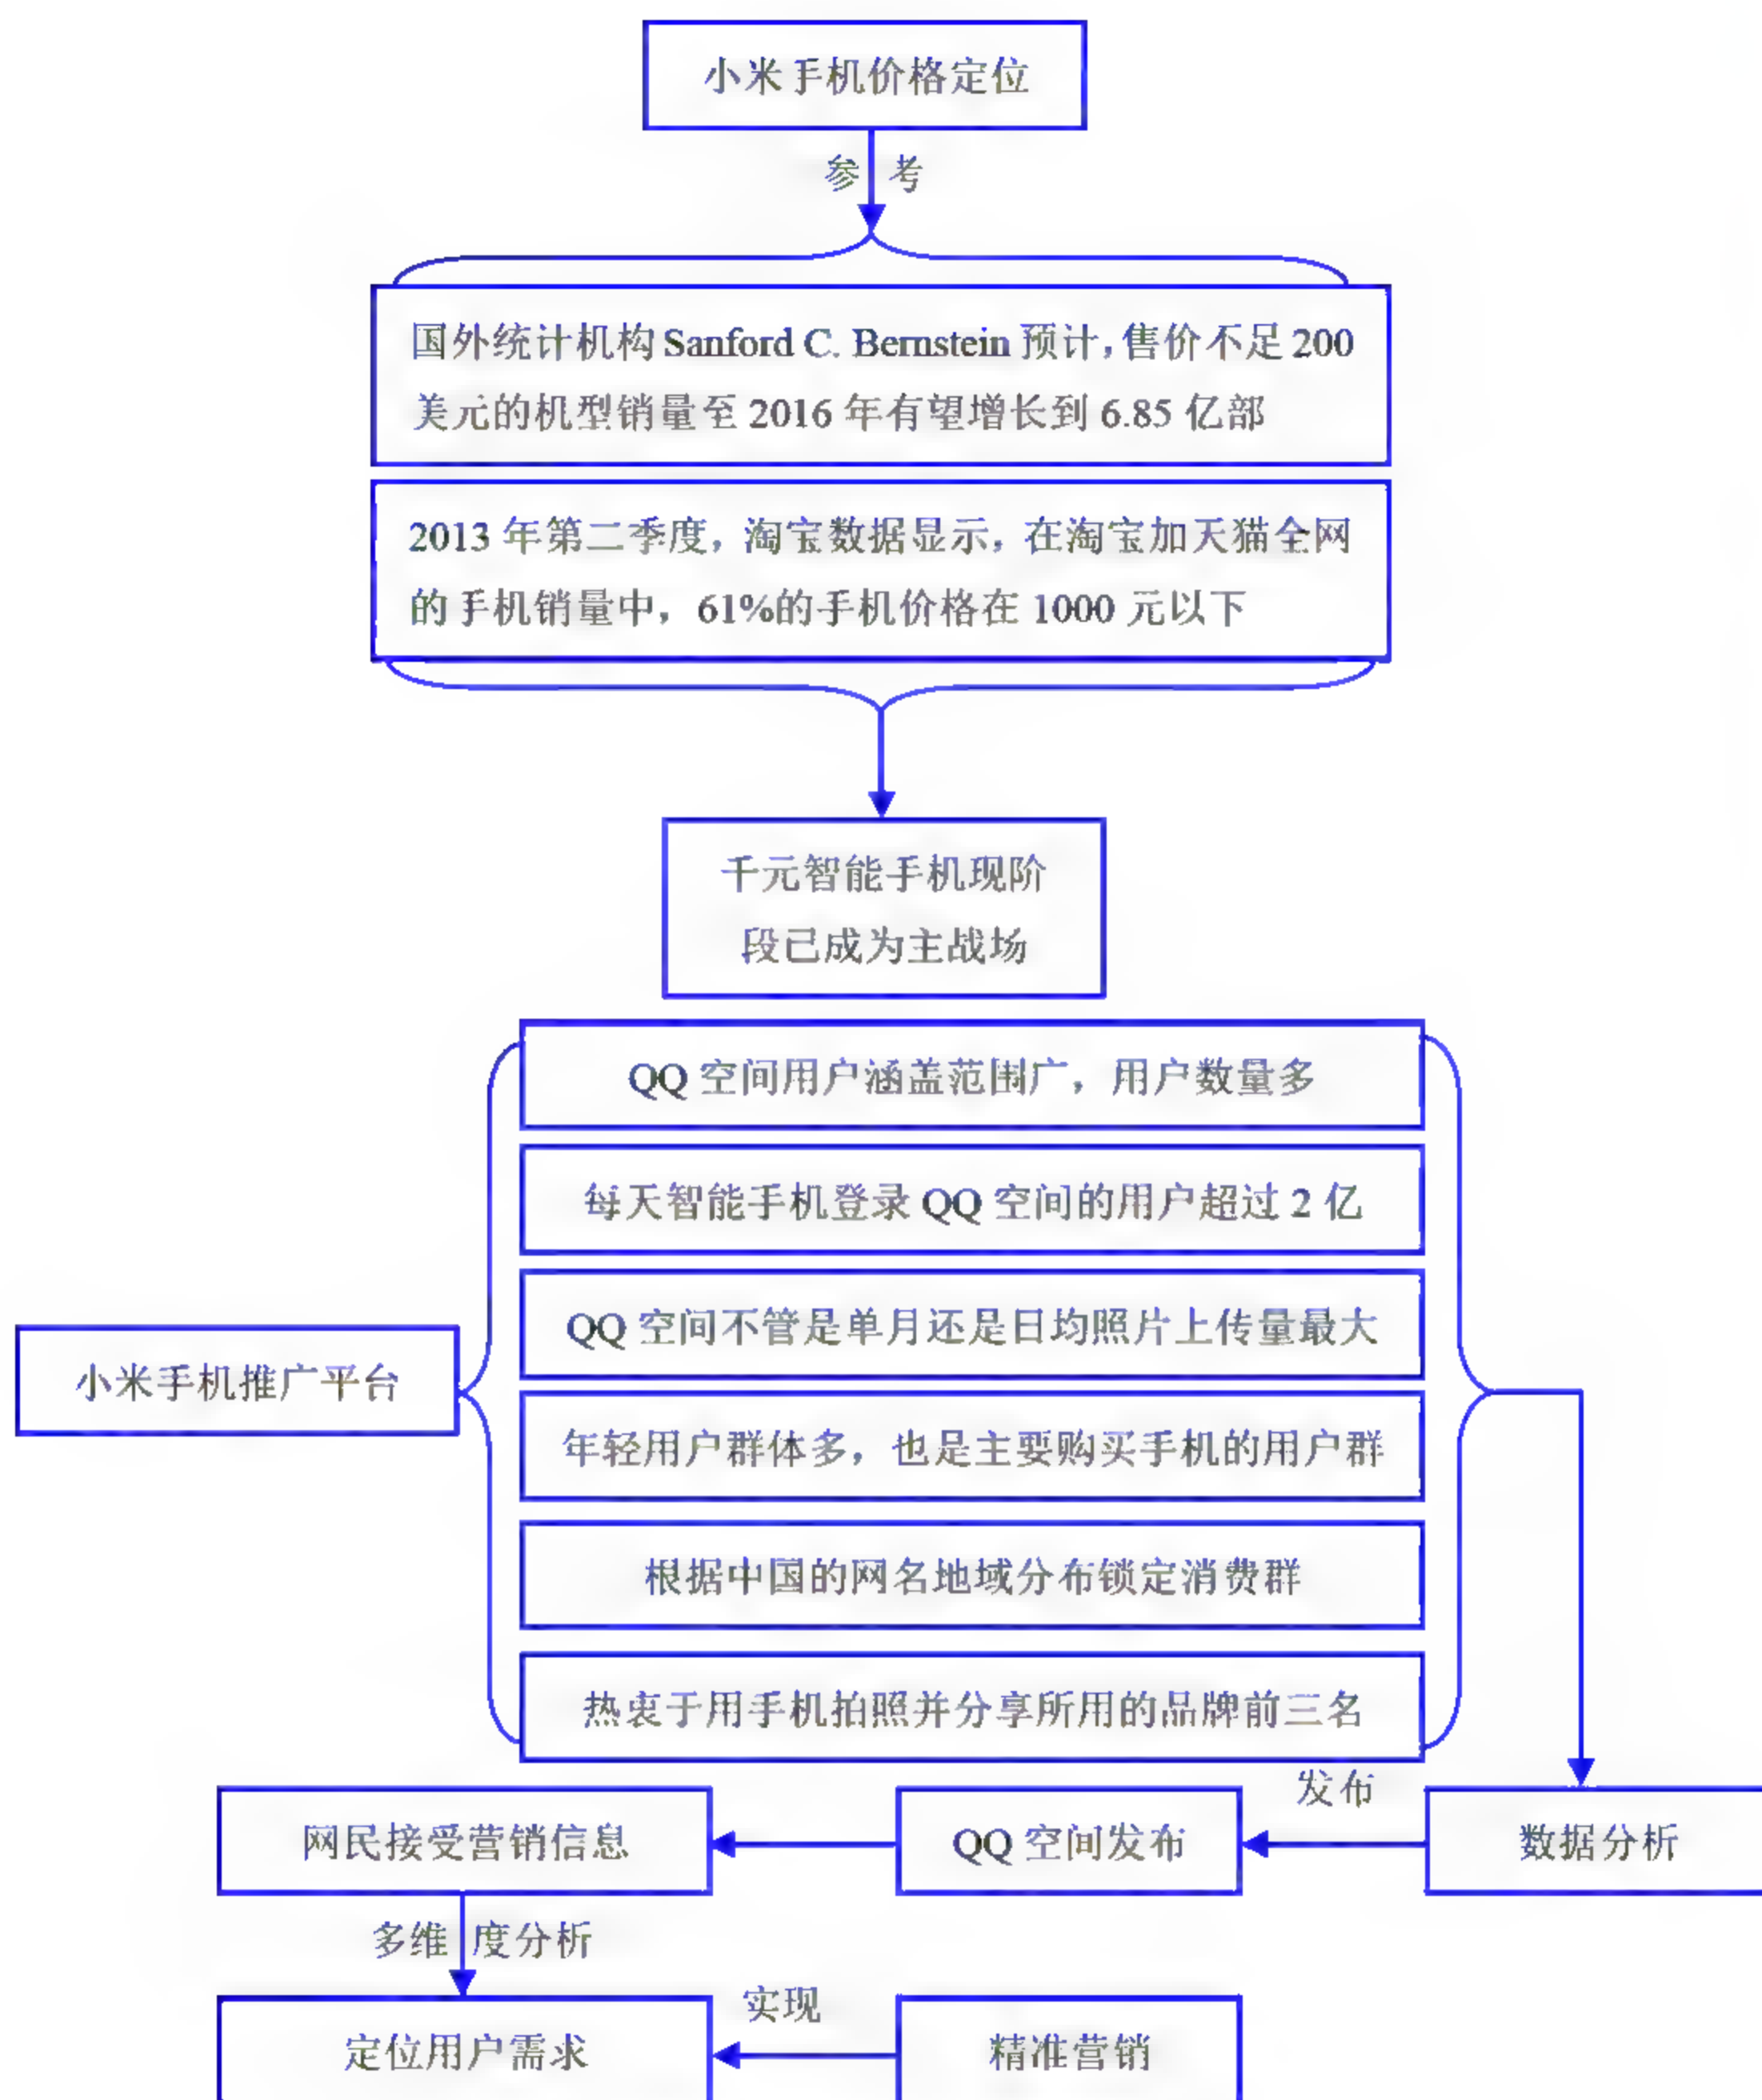 小米手机价格定位
参考
国外统计机构 Sanford C. Bernstein 预计，售价不足 200
美元的机型销量至 2016 年有望增长到 6.85 亿部
2013 年第二季度，淘宝数据显示，在淘宝加天猫全网
的手机销量中，61%的手机价格在 1000 元以下
千元智能手机现阶
段已成为主战场
QQ 空间用户涵盖范围广，用户数量多
每天智能手机登录 QQ 空间的用户超过 2 亿
QQ 空间不管是单月还是日均照片上传量最大
小米手机推广平台
年轻用户群体多，也是主要购买手机的用户群
根据中国的网名地域分布锁定消费群
热衷于用手机拍照并分享所用的品牌前三名
发布
网民接受营销信息
QQ 空间发布
数据分析
多维度分析
实现
定位用户需求
精准营销